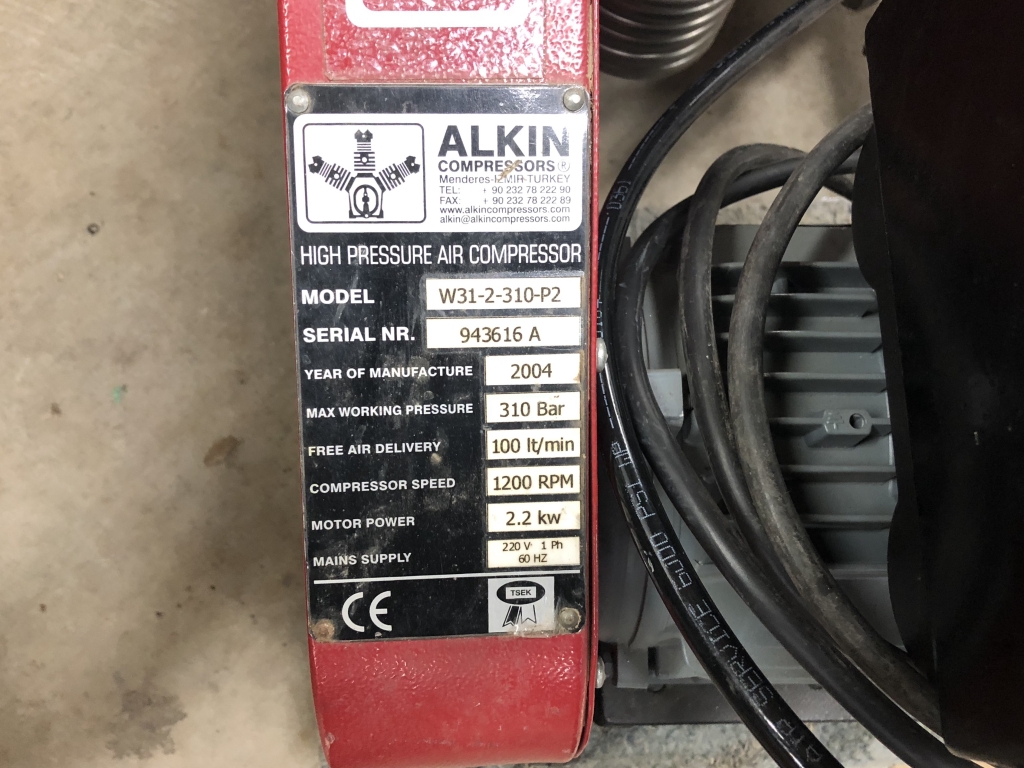 ALKIN
COMPRESSORS®
Menderes-IZMIR-TURKEY
TEL: + 90 232 78 222 90
FAX: + 90 232 78 222 89
www.alkincompressors.com
alkin@alkincompressors.com
HIGH PRESSURE AIR COMPRESSOR
MODEL W31-2-310-P2
SERIAL NR. 943616 A
YEAR OF MANUFACTURE 2004
MAX WORKING PRESSURE 310 Bar
FREE AIR DELIVERY 100 lt/min
COMPRESSOR SPEED 1200 RPM
MOTOR POWER 2.2 kw
MAINS SUPPLY 220 V 1 Ph
60 HZ
CE
TSEK
PSI WP